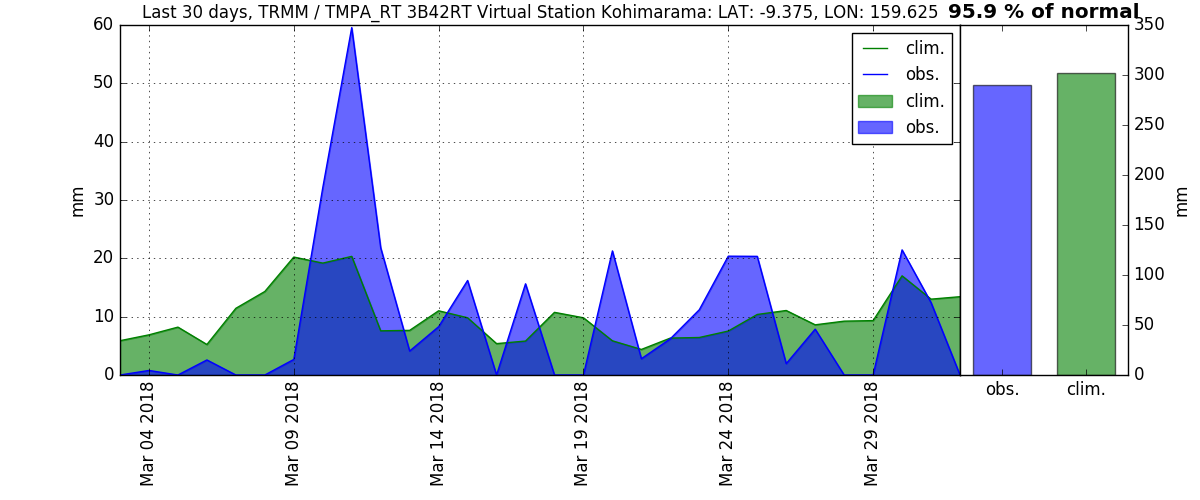 Last 30 days, TRMM / TMPA_RT 3B42RT Virtual Station Kohimarama: LAT: -9.375, LON: 159.625 95.9 % of normal
60
50
40
30
20
10
0
mm
clim.
obs.
clim.
obs.
Mar 04 2018
Mar 09 2018
Mar 14 2018
Mar 19 2018
Mar 24 2018
Mar 29 2018
350
300
250
200
150
100
50
0
mm
obs. clim.